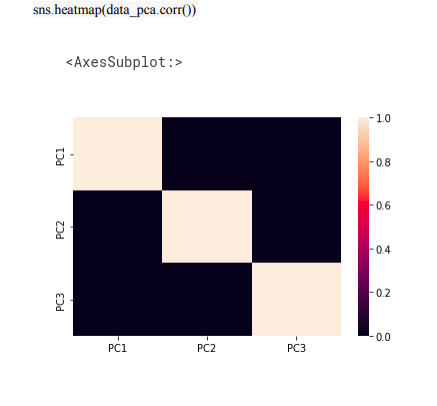 sns.heatmap(data_pca.corr())
<AxesSubplot:>
PC1
PC2
PC3
PC1 PC2 PC3
1.0
0.8
0.6
0.4
0.2
0.0